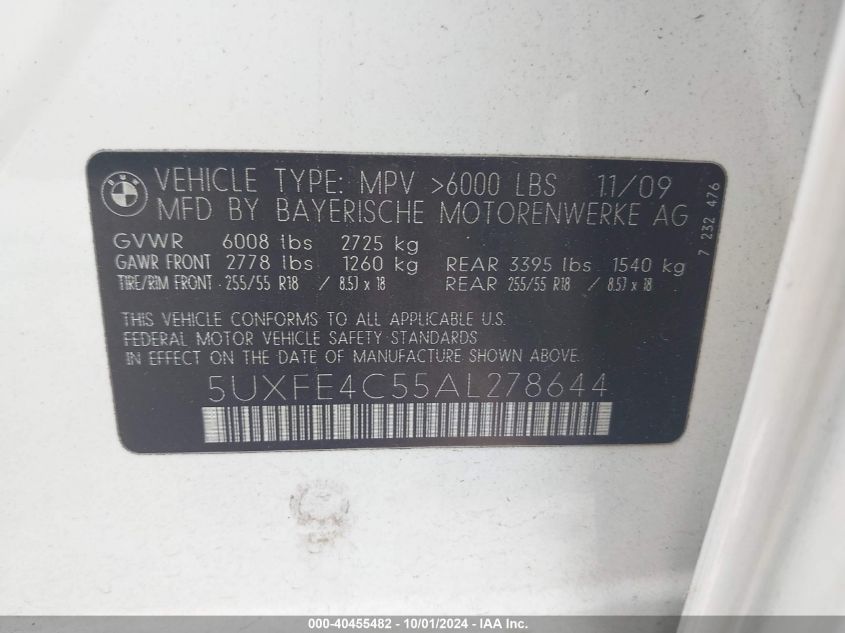 BMW
VEHICLE TYPE: MPV >6000 LBS 11/09
MFD BY BAYERISCHE MOTORENWERKE AG
GVWR 6008 lbs 2725 kg
GAWR FRONT 2778 lbs 1260 kg REAR 3395 lbs 1540 kg
TIRE/RIM FRONT 255/55 R18 / 8.5J x 18 REAR 255/55 R18 / 8.5J x 18
THIS VEHICLE CONFORMS TO ALL APPLICABLE U.S.
FEDERAL MOTOR VEHICLE SAFETY STANDARDS
IN EFFECT ON THE DATE OF MANUFACTURE SHOWN ABOVE.
5UXFE4C55AL278644
7 232 476
000-40455482 - 10/01/2024 - IAAI Inc.